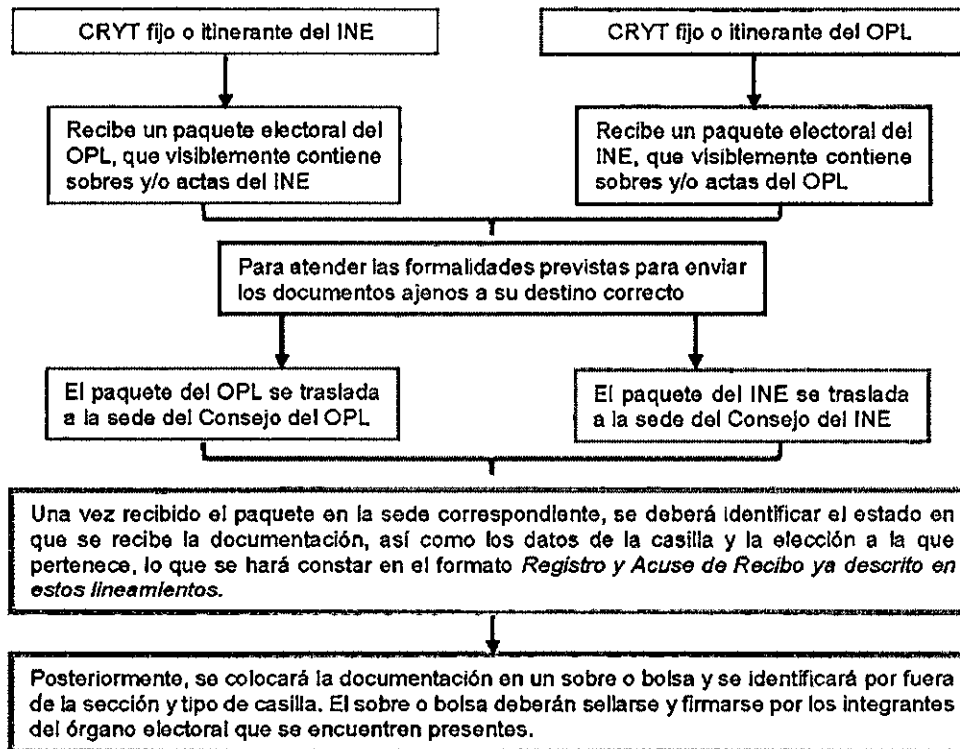 CRYT fijo o itinerante del INE
CRYT fijo o itinerante del OPL
Recibe un paquete electoral del
OPL, que visiblemente contiene
sobres y/o actas del INE
Recibe un paquete electoral del
INE, que visiblemente contiene
sobres y/o actas del OPL
Para atender las formalidades previstas para enviar
los documentos ajenos a su destino correcto
El paquete del OPL se traslada
a la sede del Consejo del OPL
El paquete del INE se traslada
a la sede del Consejo del INE
Una vez recibido el paquete en la sede correspondiente, se deberá identificar el estado en
que se recibe la documentación, así como los datos de la casilla y la elección a la que
pertenece, lo que se hará constar en el formato Registro y Acuse de Recibo ya descrito en
estos lineamientos.
Posteriormente, se colocará la documentación en un sobre o bolsa y se identificará por fuera
de la sección y tipo de casilla. El sobre o bolsa deberán sellarse y firmarse por los integrantes
del órgano electoral que se encuentren presentes.